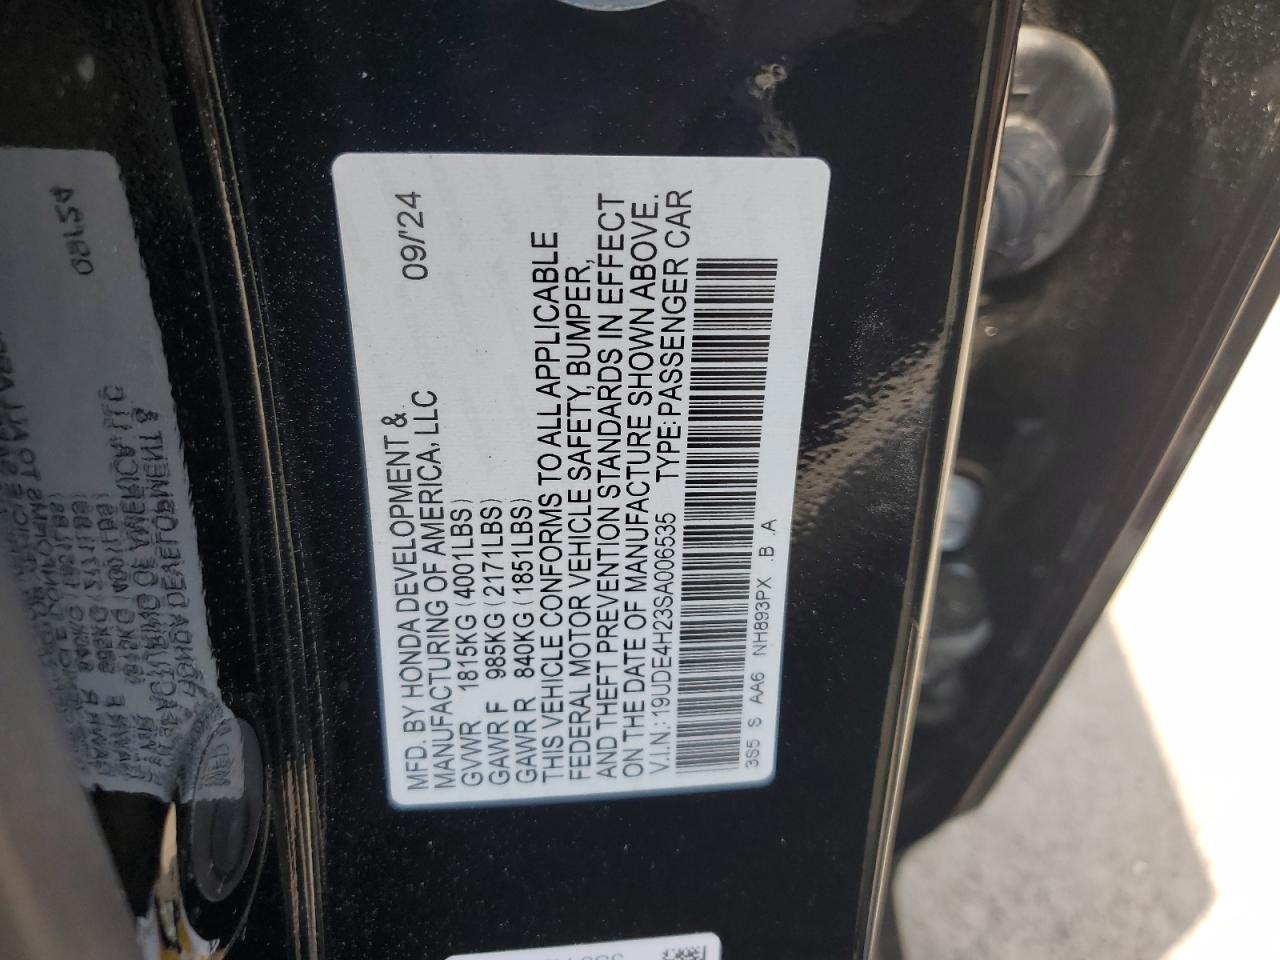 MFD. BY HONDA DEVELOPMENT &
MANUFACTURING OF AMERICA, LLC 09/'24
GVWR 1815KG (4001LBS)
GAWR F 985KG (2171LBS)
GAWR R 840KG (1851LBS)
THIS VEHICLE CONFORMS TO ALL APPLICABLE
FEDERAL MOTOR VEHICLE SAFETY, BUMPER,
AND THEFT PREVENTION STANDARDS IN EFFECT
ON THE DATE OF MANUFACTURE SHOWN ABOVE.
V.I.N.: 19UDE4H23SA006535 TYPE: PASSENGER CAR
3S5 S AA6 NH893PX .B .A